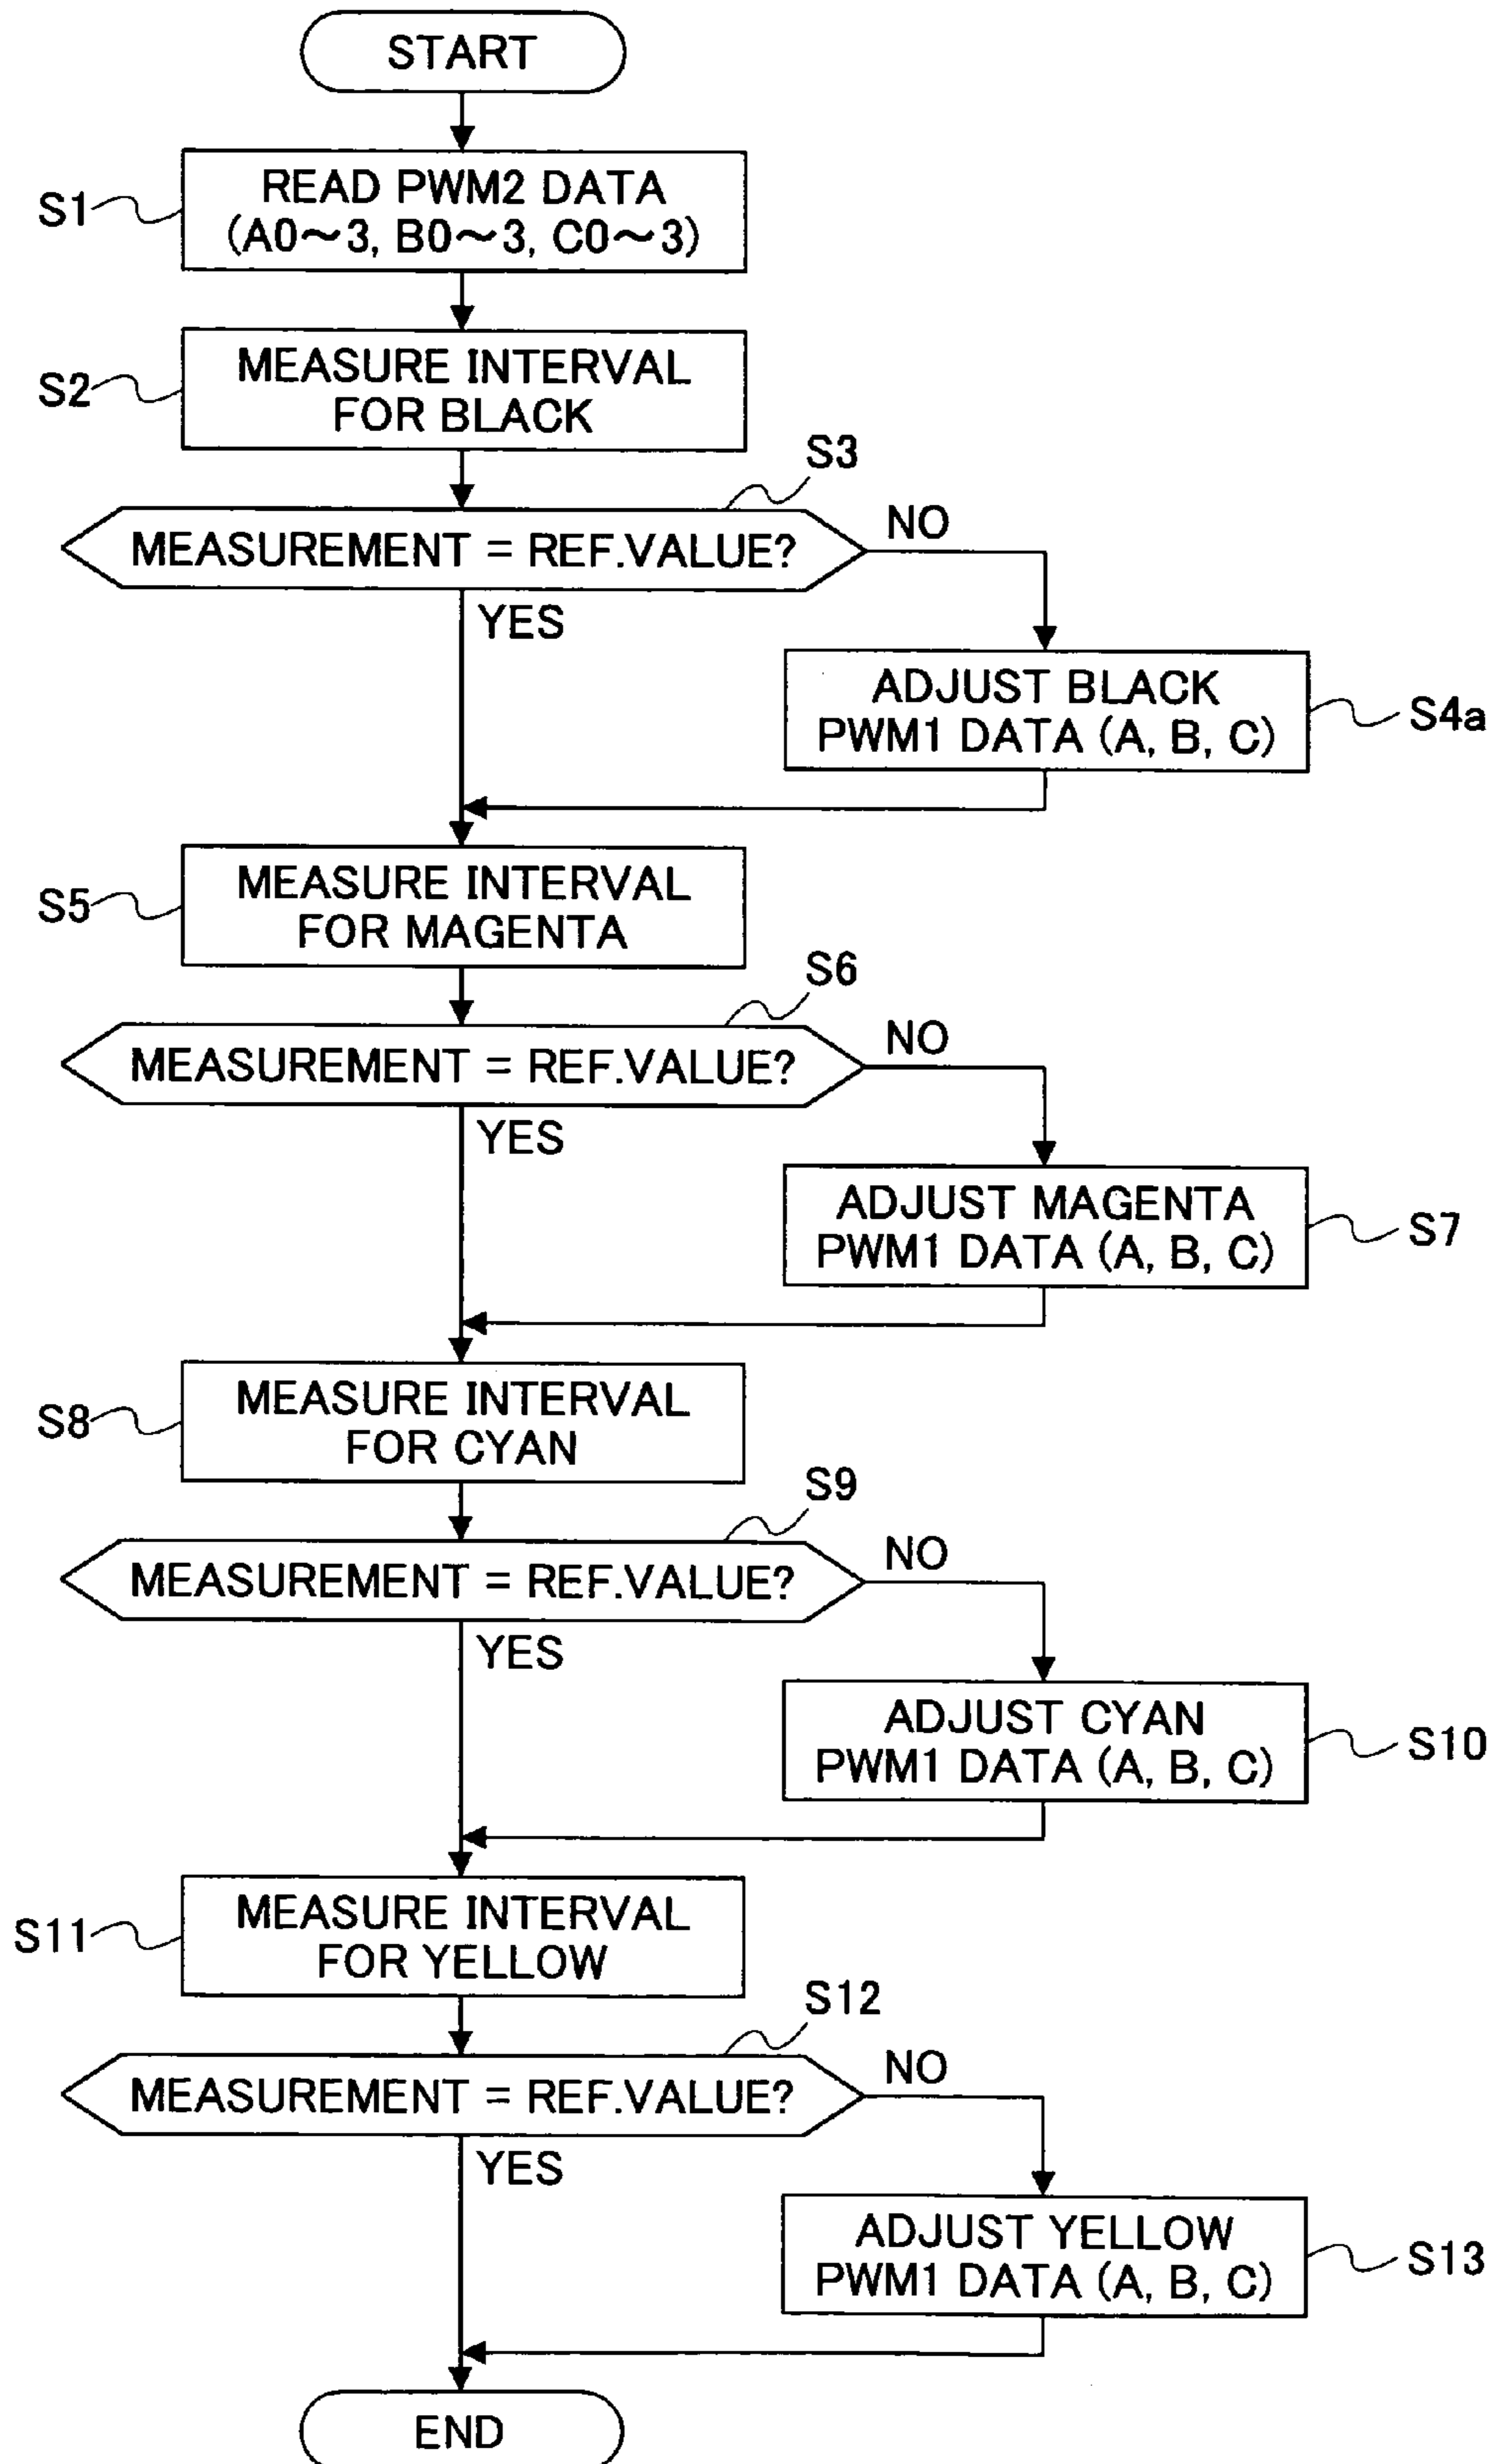 START
S1
READ PWM2 DATA
(A0～3, B0～3, C0～3)
S2
MEASURE INTERVAL
FOR BLACK
S3
MEASUREMENT = REF.VALUE?
NO
YES
ADJUST BLACK
PWM1 DATA (A, B, C)
S4a
S5
MEASURE INTERVAL
FOR MAGENTA
S6
MEASUREMENT = REF.VALUE?
NO
YES
ADJUST MAGENTA
PWM1 DATA (A, B, C)
S7
S8
MEASURE INTERVAL
FOR CYAN
S9
MEASUREMENT = REF.VALUE?
NO
YES
ADJUST CYAN
PWM1 DATA (A, B, C)
S10
S11
MEASURE INTERVAL
FOR YELLOW
S12
MEASUREMENT = REF.VALUE?
NO
YES
ADJUST YELLOW
PWM1 DATA (A, B, C)
S13
END